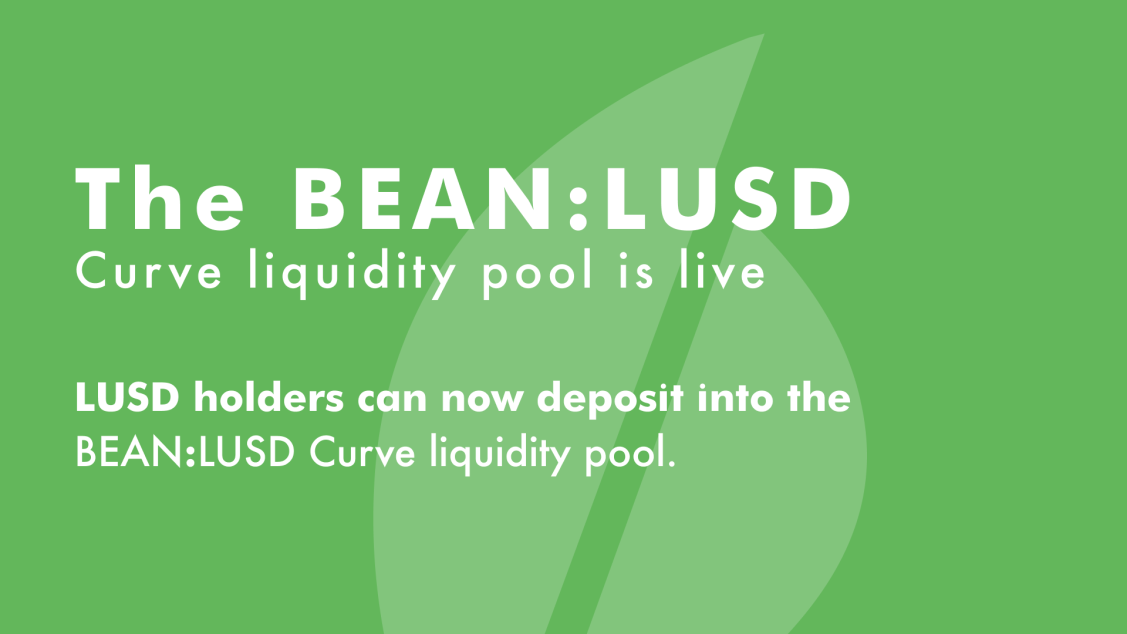 The BEAN:LUSD
Curve liquidity pool is live
LUSD holders can now deposit into the
BEAN:LUSD Curve liquidity pool.